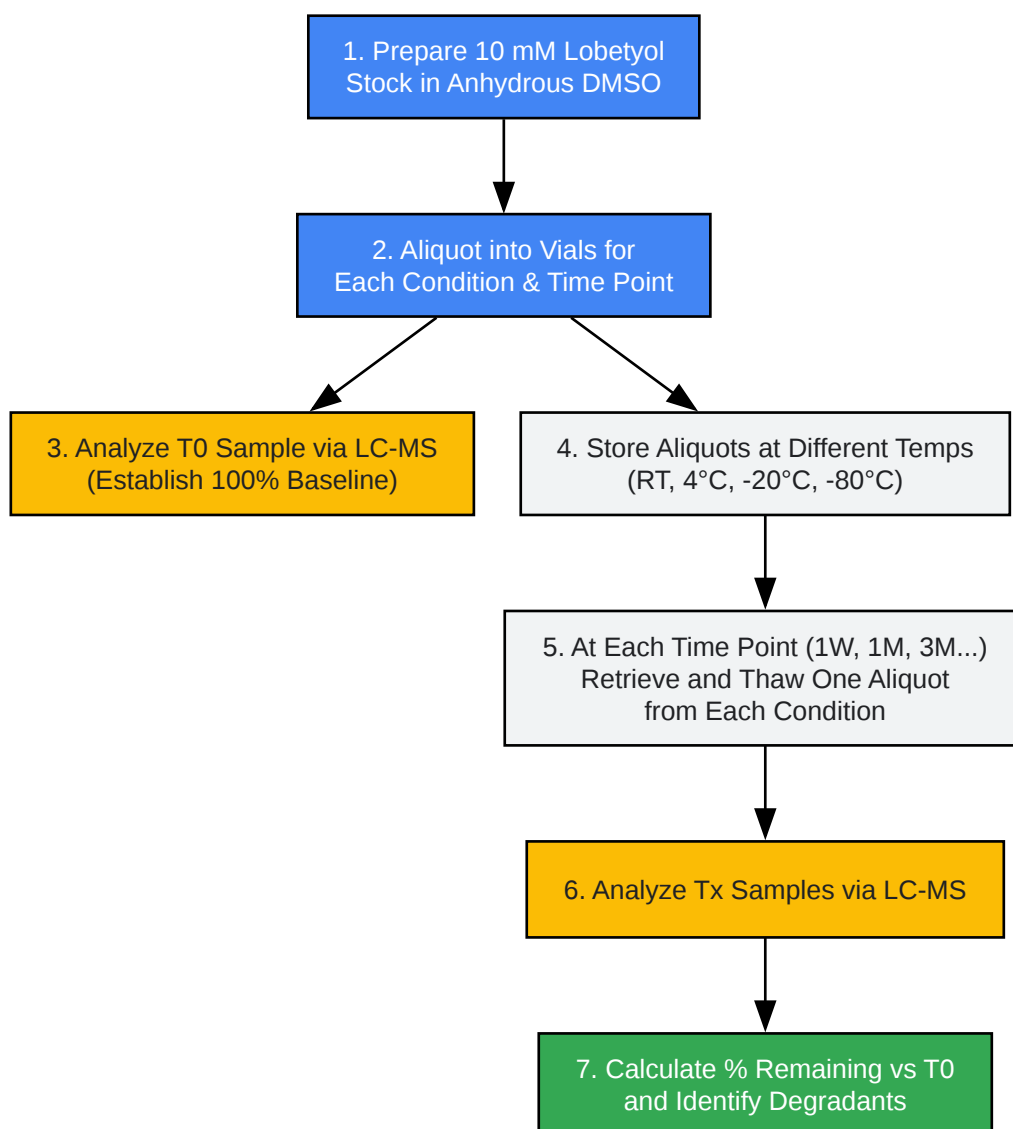 1. Prepare 10 mM Lobetyol
Stock in Anhydrous DMSO
2. Aliquot into Vials for
Each Condition & Time Point
3. Analyze T0 Sample via LC-MS
(Establish 100% Baseline)
4. Store Aliquots at Different Temps
(RT, 4°C, -20°C, -80°C)
5. At Each Time Point (1W, 1M, 3M...)
Retrieve and Thaw One Aliquot
from Each Condition
6. Analyze Tx Samples via LC-MS
7. Calculate % Remaining vs T0
and Identify Degradants